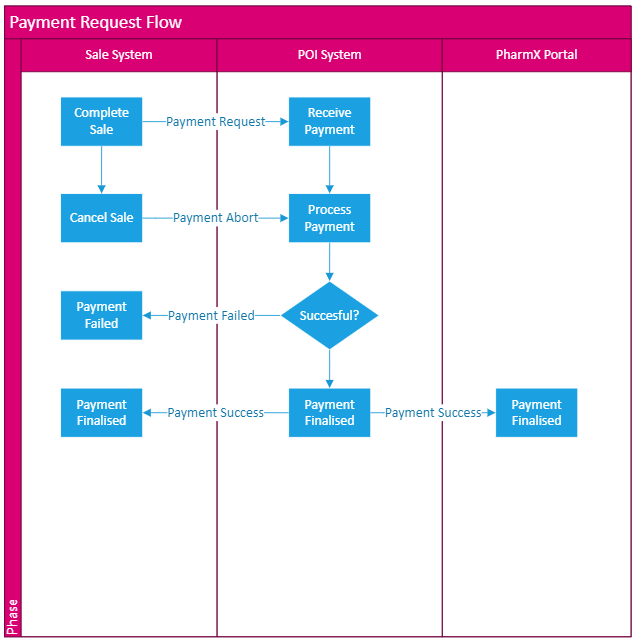 Payment Request Flow
Sale System
POI System
PharmX Portal
Complete
Sale
Payment Request
Receive
Payment
Cancel Sale
Payment Abort
Process
Payment
Payment
Failed
Payment Failed
Succesful?
Payment
Finalised
Payment Success
Payment
Finalised
Payment Success
Payment
Finalised
Phase